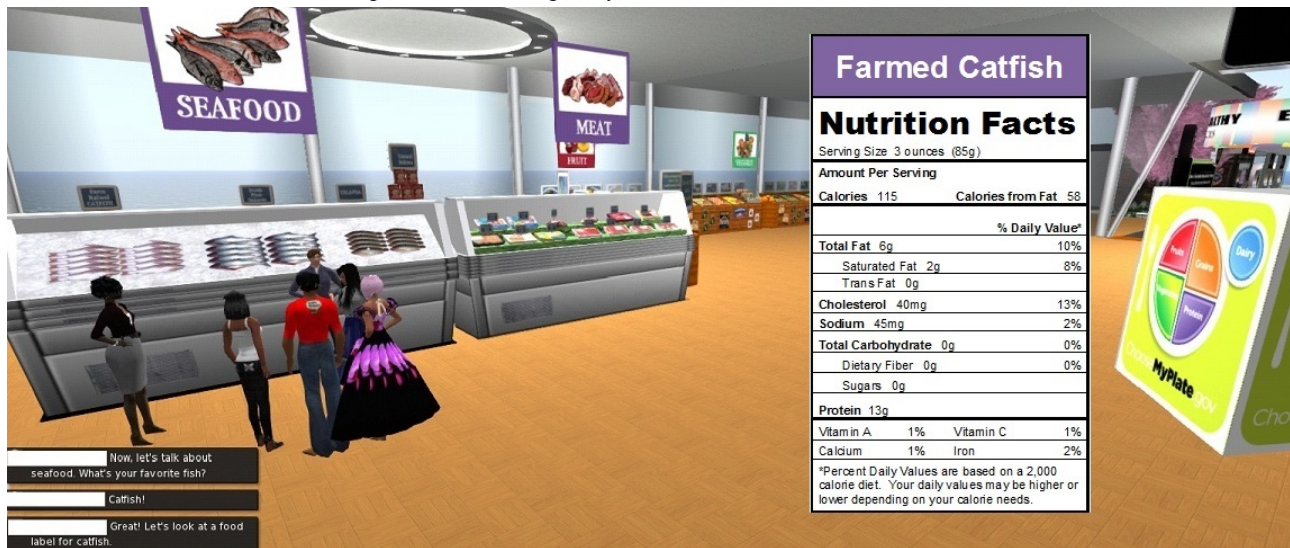 SEAFOOD
MEAT
FRUIT
Farmed Catfish
Nutrition Facts
Serving Size 3 ounces (85g)
Amount Per Serving
Calories 115 Calories from Fat 58
% Daily Value*
Total Fat 6g 10%
Saturated Fat 2g 8%
Trans Fat 0g
Cholesterol 40mg 13%
Sodium 45mg 2%
Total Carbohydrate 0g 0%
Dietary Fiber 0g 0%
Sugars 0g
Protein 13g
Vitamin A 1% Vitamin C 1%
Calcium 1% Iron 2%
*Percent Daily Values are based on a 2,000
calorie diet. Your daily values may be higher or
lower depending on your calorie needs.
Fruits
Grains
Dairy
Protein
Choose MyPlate.gov
Cho
Now, let's talk about
seafood. What's your favorite fish?
Catfish!
Great! Let's look at a food
label for catfish.